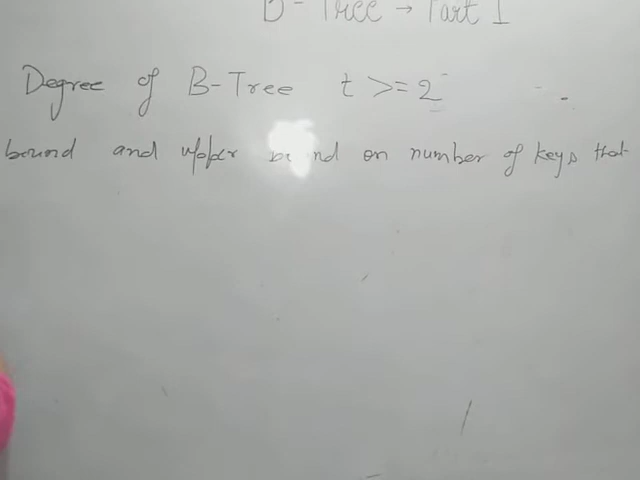 B-Tree → Part I
Degree of B-Tree t >= 2
bound and upper bound on number of keys that